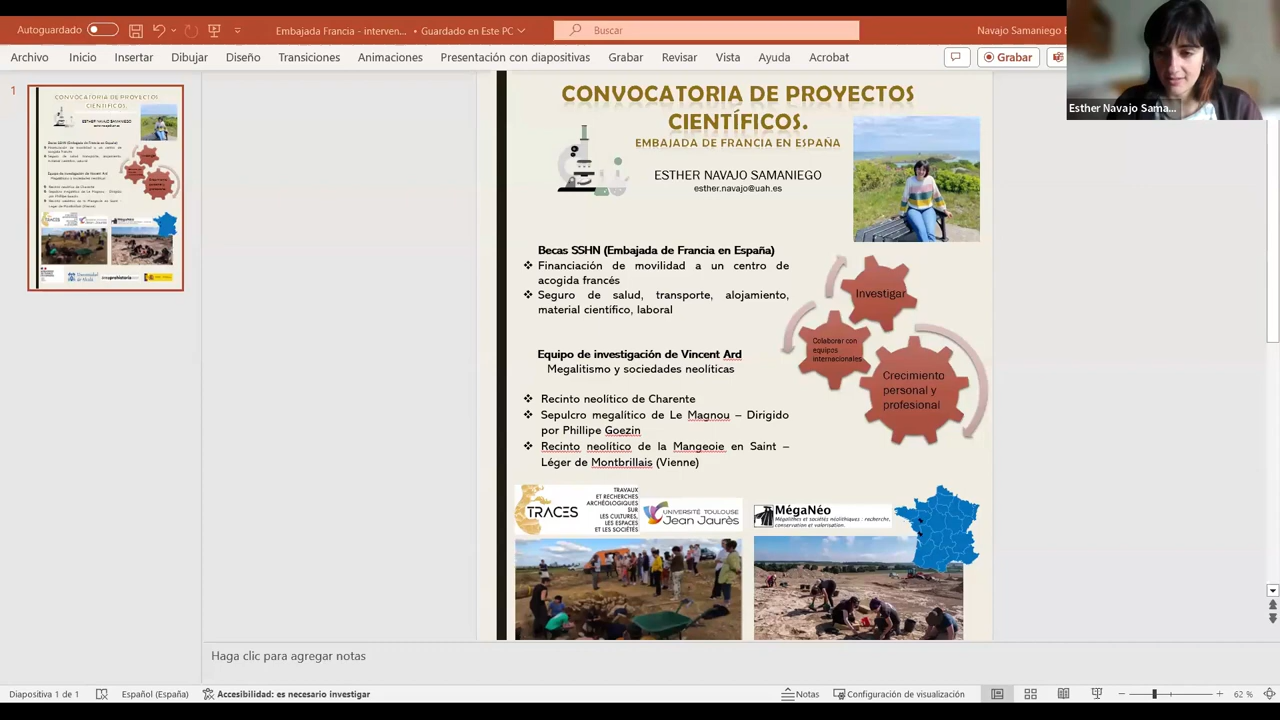 Autoguardado
Embajada Francia - interven... • Guardado en Este PC
Buscar
Navajo Samaniego E
Archivo Inicio Insertar Dibujar Diseño Transiciones Animaciones Presentación con diapositivas Grabar Revisar Vista Ayuda Acrobat
Grabar
Esther Navajo Sama...
1
CONVOCATORIA DE PROYECTOS
CIENTÍFICOS.
EMBAJADA DE FRANCIA EN ESPAÑA
ESTHER NAVAJO SAMANIEGO
esther.navajo@uah.es
Becas SSHN (Embajada de Francia en España)
❖ Financiación de movilidad a un centro de
acogida francés
❖ Seguro de salud, transporte, alojamiento,
material científico, laboral
Investigar
Colaborar con
equipos
internacionales
Crecimiento
personal y
profesional
Equipo de investigación de Vincent Ard
Megalitismo y sociedades neolíticas
❖ Recinto neolítico de Charente
❖ Sepulcro megalítico de Le Magnou – Dirigido
por Phillipe Goezin
❖ Recinto neolítico de la Mangeoie en Saint –
Léger de Montbrillais (Vienne)
TRACES
TRAVAUX
ET RECHERCHES
ARCHÉOLOGIQUES
SUR
LES CULTURES,
LES ESPACES
ET LES SOCIÉTÉS
UNIVERSITÉ TOULOUSE
Jean Jaurès
MégaNéo
Mégalithes et sociétés néolithiques : recherche,
conservation et valorisation.
Haga clic para agregar notas
Diapositiva 1 de 1 Español (España) Accesibilidad: es necesario investigar Notas Configuración de visualización 62 %